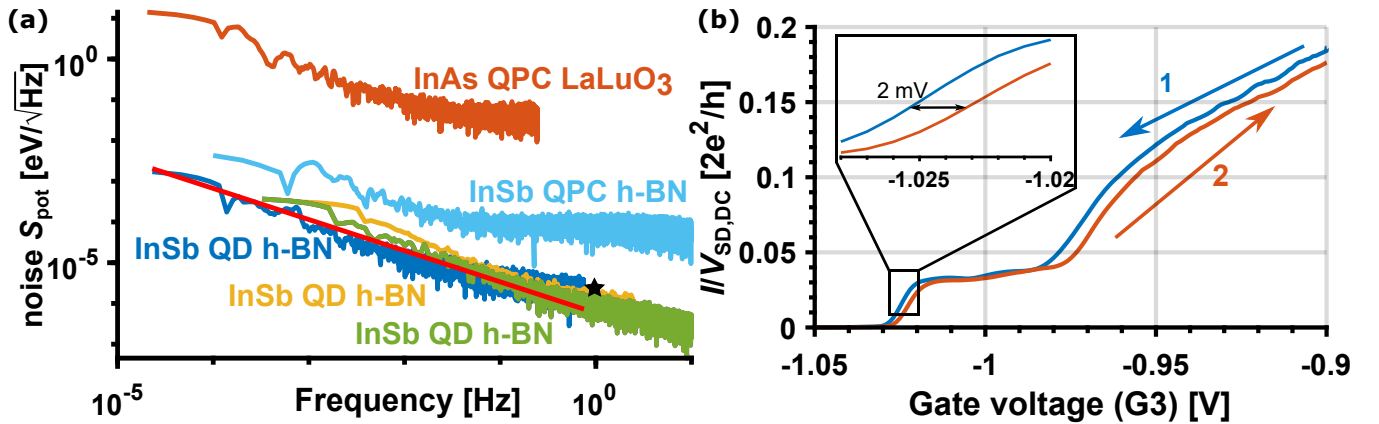 (a)
noise S_pot [eV/√Hz]
10^0
10^-5
InAs QPC LaLuO3
InSb QPC h-BN
InSb QD h-BN
InSb QD h-BN
InSb QD h-BN
10^-5
10^0
Frequency [Hz]
(b)
I/V_SD,DC [2e^2/h]
0.2
0.15
0.1
0.05
0
2 mV
-1.025
-1.02
1
2
-1.05
-1
-0.95
-0.9
Gate voltage (G3) [V]